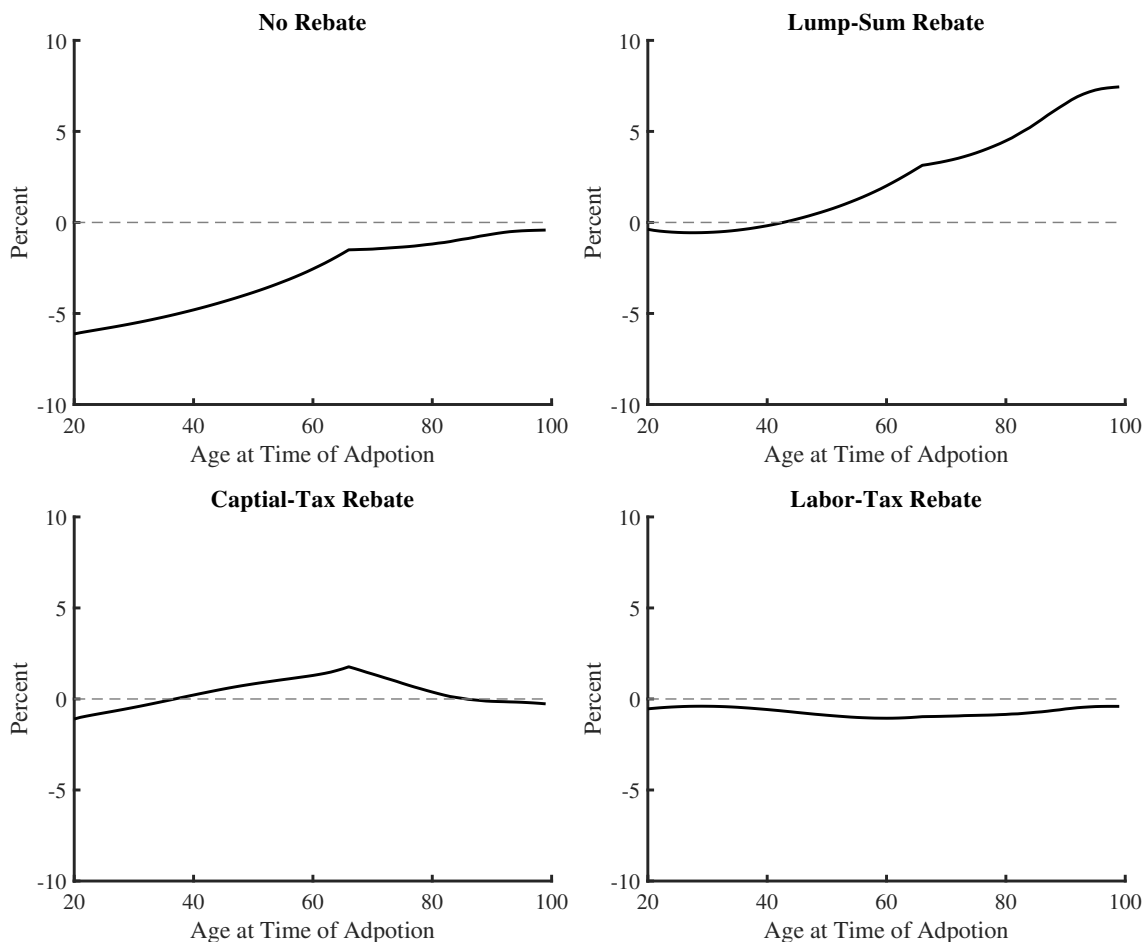 No Rebate
10
5
0
-5
-10
Percent
20 40 60 80 100
Age at Time of Adpotion
Lump-Sum Rebate
10
5
0
-5
-10
Percent
20 40 60 80 100
Age at Time of Adpotion
Captial-Tax Rebate
10
5
0
-5
-10
Percent
20 40 60 80 100
Age at Time of Adpotion
Labor-Tax Rebate
10
5
0
-5
-10
Percent
20 40 60 80 100
Age at Time of Adpotion